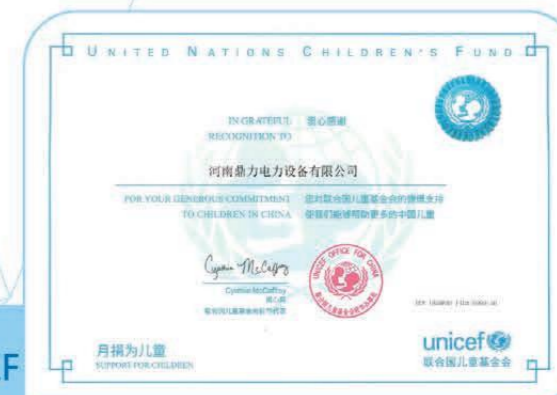 UNITED NATIONS CHILDREN'S FUND
IN GRATEFUL 衷心感谢
RECOGNITION TO
河南鼎力电力设备有限公司
FOR YOUR GENEROUS COMMITMENT 您对联合国儿童基金会的慷慨支持
TO CHILDREN IN CHINA 使我们能够帮助更多的中国儿童
Cynthia McCaffrey
UNICEF OFFICE FOR CHINA
Cynthia McCaffrey
月捐为儿童
SUPPORT FOR CHILDREN
unicef
联合国儿童基金会
F